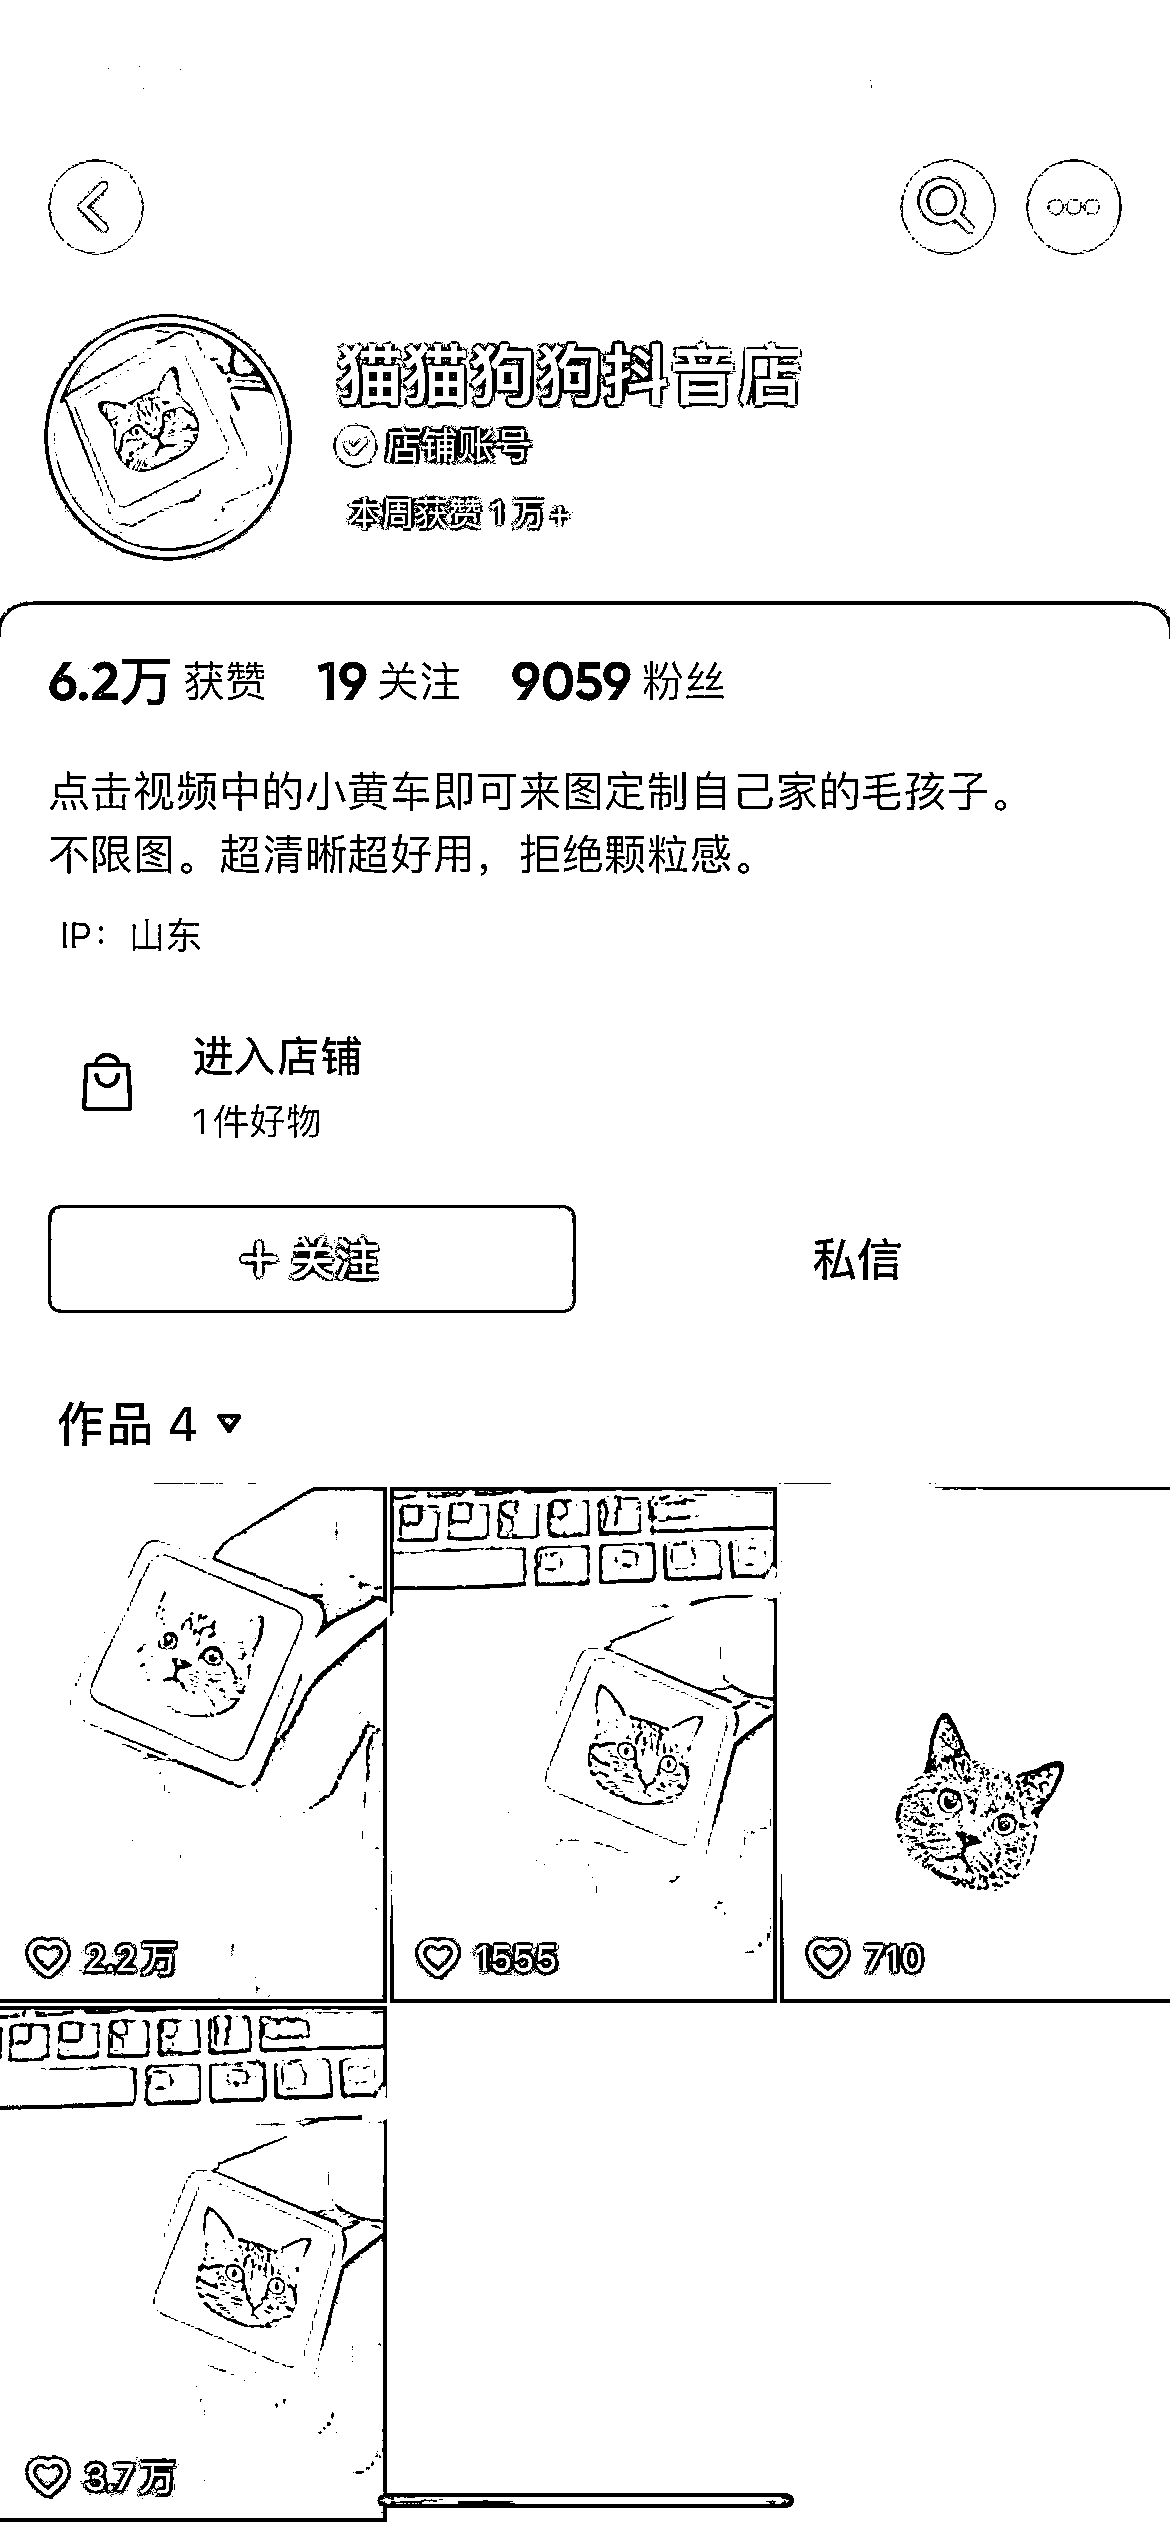 猫猫狗狗抖音店
店铺账号
本周获赞1万+
6.2万 获赞 19 关注 9059 粉丝
点击视频中的小黄车即可来图定制自己家的毛孩子。
不限图。超清晰超好用，拒绝颗粒感。
IP：山东
进入店铺
1件好物
+ 关注 私信
作品 4
2.2万 1555 710
3.7万